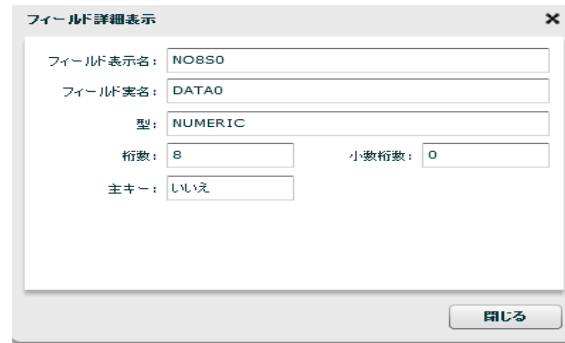 フィールド詳細表示
フィールド表示名: NO8S0
フィールド実名: DATA0
型: NUMERIC
桁数: 8 小数桁数: 0
主キー: いいえ
閉じる